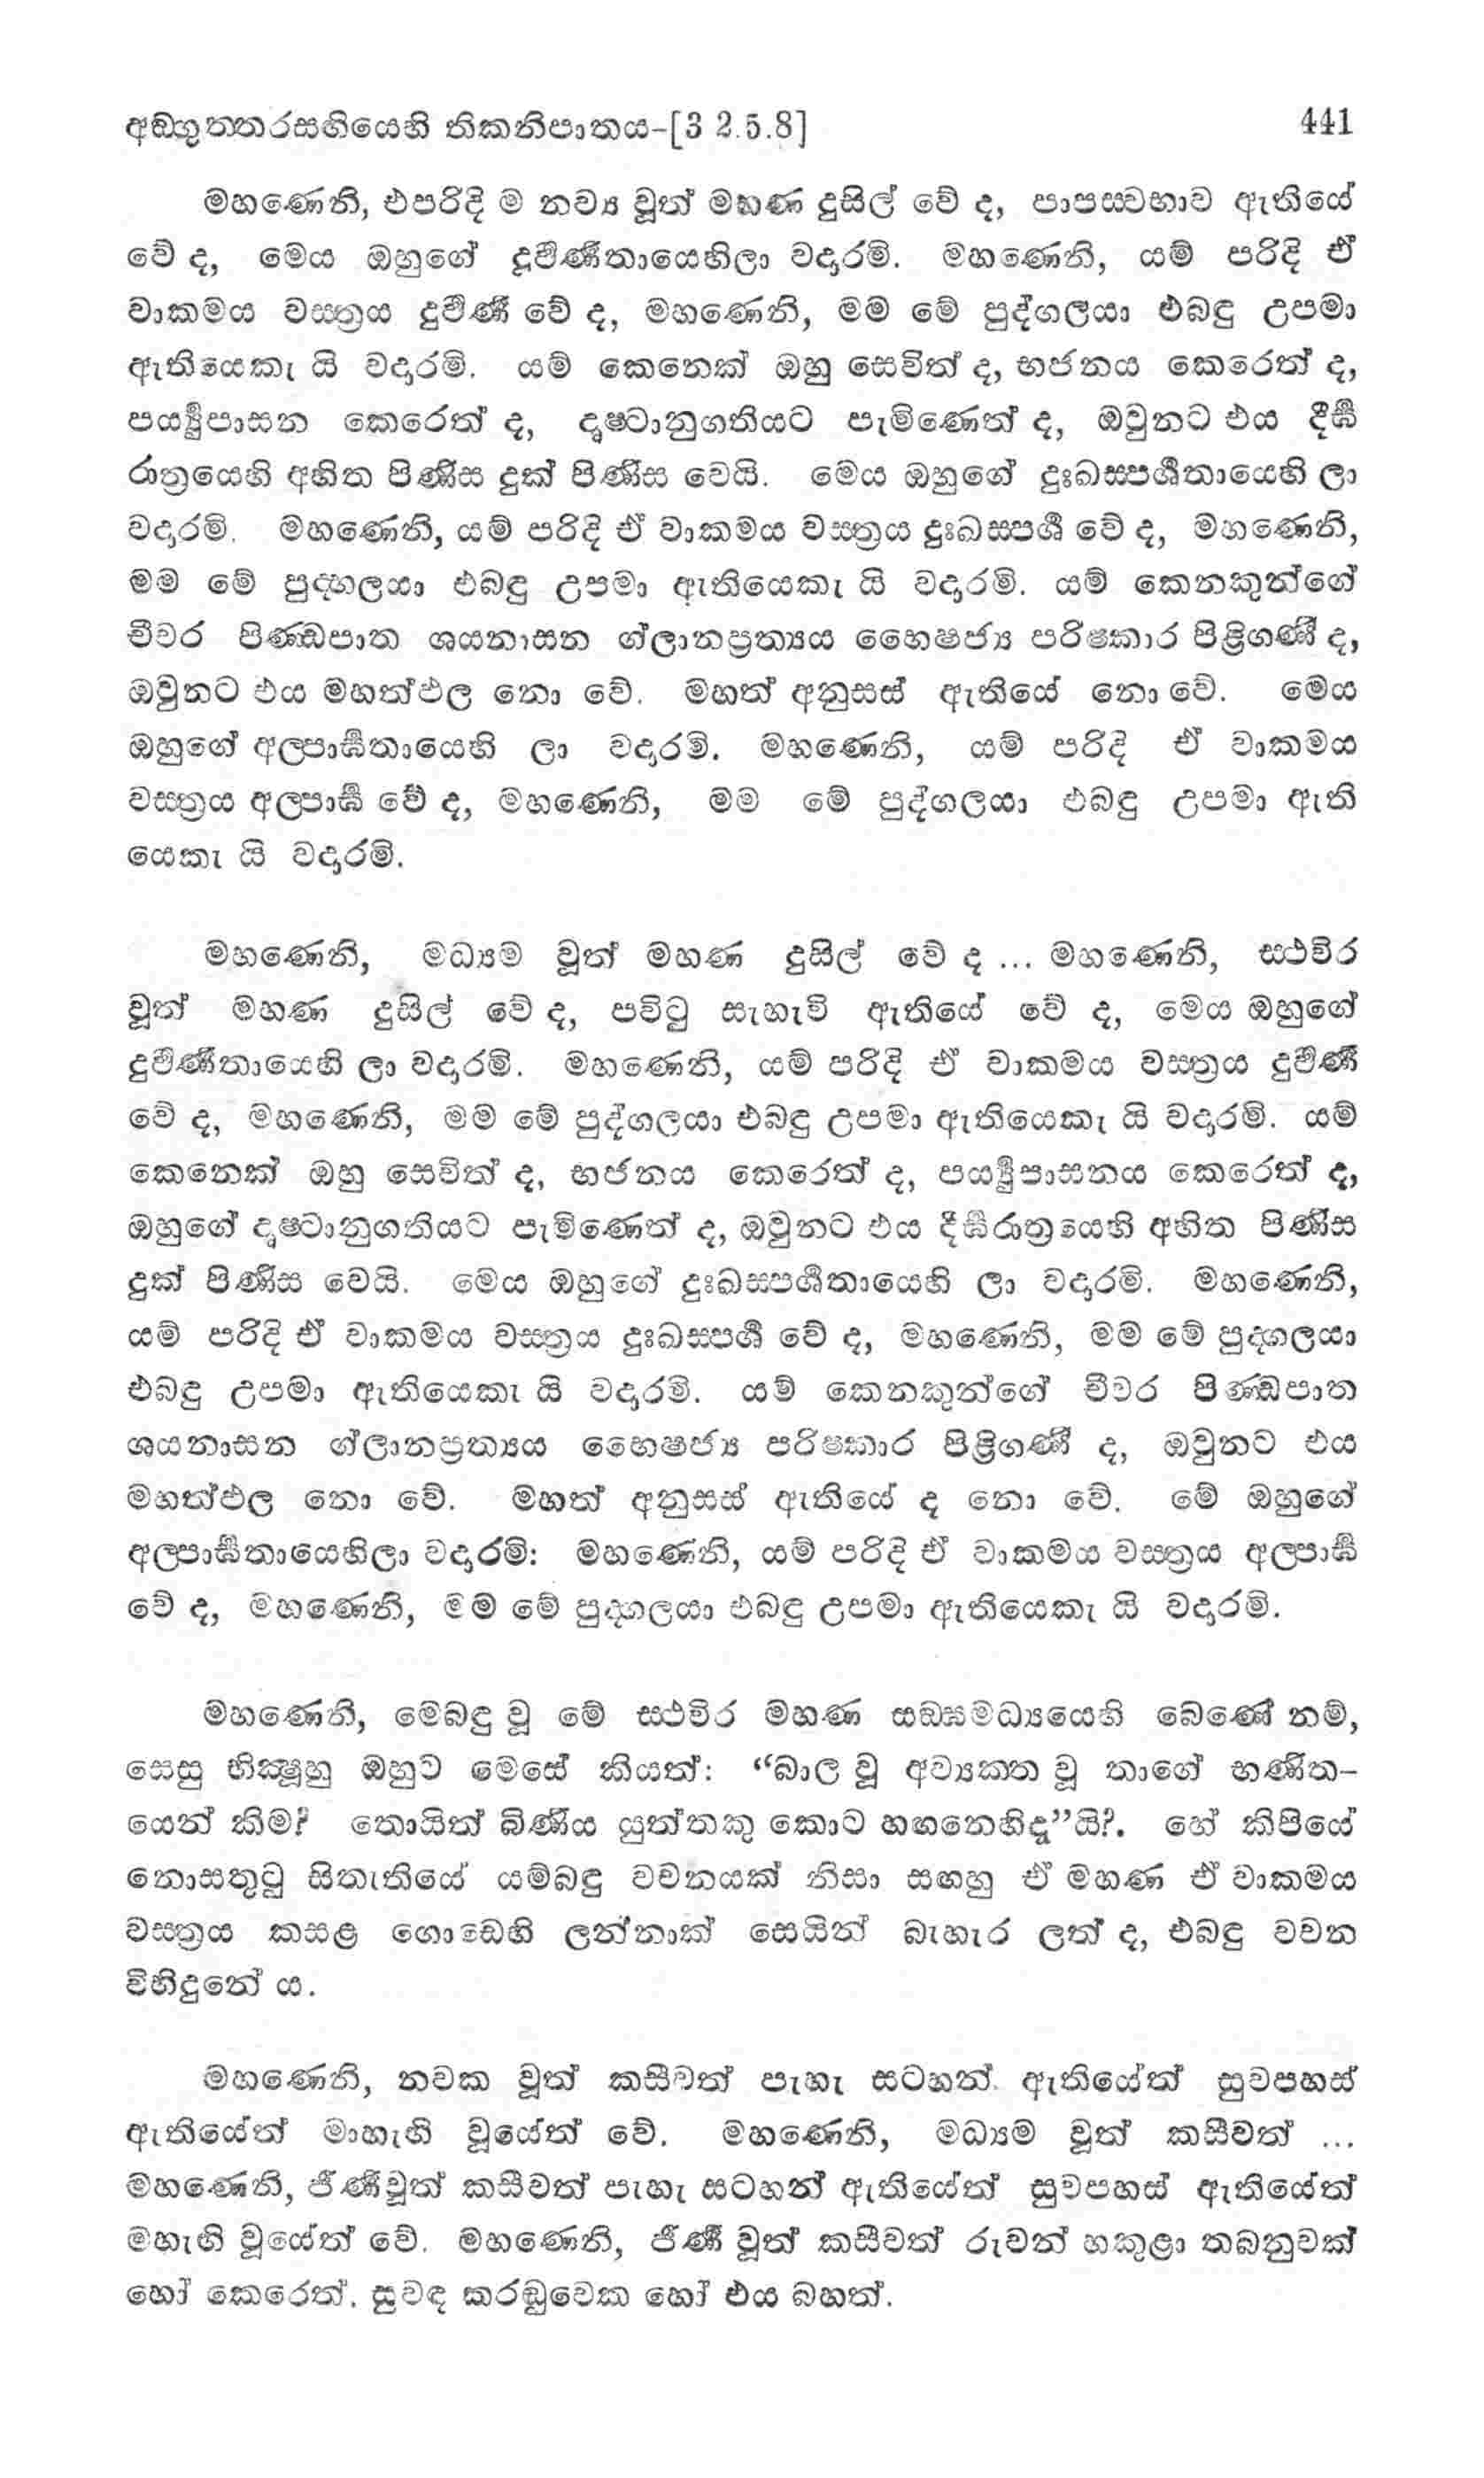 අඞ්ගුත්තරසඟියෙහි තිකනිපාතය-[3 2.5.8] 441
මහණෙනි, එපරිදි ම නව්‍ය වූත් මහණ දුසිල් වේ ද, පාපස්වභාව ඇතියේ
වේ ද, මෙය ඔහුගේ දුර්වර්ණතායෙහිලා වදාරමි. මහණෙනි, යම් පරිදි ඒ
වාකමය වස්ත්‍රය දුර්වර්ණ වේ ද, මහණෙනි, මම මේ පුද්ගලයා එබඳු උපමා
ඇතියෙකැ යි වදාරමි. යම් කෙනෙක් ඔහු සෙවිත් ද, භජනය කෙරෙත් ද,
පර්‍ය්‍යුපාසන කෙරෙත් ද, දෘෂ්ටානුගතියට පැමිණෙත් ද, ඔවුනට එය දීර්ඝ
රාත්‍රයෙහි අහිත පිණිස දුක් පිණිස වෙයි. මෙය ඔහුගේ දුඃඛස්පර්ශතායෙහි ලා
වදාරමි. මහණෙනි, යම් පරිදි ඒ වාකමය වස්ත්‍රය දුඃඛස්පර්ශ වේ ද, මහණෙනි,
මම මේ පුද්ගලයා එබඳු උපමා ඇතියෙකැ යි වදාරමි. යම් කෙනකුන්ගේ
චීවර පිණ්ඩපාත ශයනාසන ග්ලානප්‍රත්‍යය භෛෂජ්‍ය පරිෂ්කාර පිළිගණී ද,
ඔවුනට එය මහත්ඵල නො වේ. මහත් අනුසස් ඇතියේ නො වේ. මෙය
ඔහුගේ අල්පාර්ඝතායෙහි ලා වදාරමි. මහණෙනි, යම් පරිදි ඒ වාකමය
වස්ත්‍රය අල්පාර්ඝ වේ ද, මහණෙනි, මම මේ පුද්ගලයා එබඳු උපමා ඇති
යෙකැ යි වදාරමි.
මහණෙනි, මධ්‍යම වූත් මහණ දුසිල් වේ ද ... මහණෙනි, ස්ථවිර
වූත් මහණ දුසිල් වේ ද, පවිටු සැහැවි ඇතියේ වේ ද, මෙය ඔහුගේ
දුර්වර්ණතායෙහි ලා වදාරමි. මහණෙනි, යම් පරිදි ඒ වාකමය වස්ත්‍රය දුර්වර්ණ
වේ ද, මහණෙනි, මම මේ පුද්ගලයා එබඳු උපමා ඇතියෙකැ යි වදාරමි. යම්
කෙනෙක් ඔහු සෙවිත් ද, භජනය කෙරෙත් ද, පර්‍ය්‍යුපාසනය කෙරෙත් ද,
ඔහුගේ දෘෂ්ටානුගතියට පැමිණෙත් ද, ඔවුනට එය දීර්ඝරාත්‍රයෙහි අහිත පිණිස
දුක් පිණිස වෙයි. මෙය ඔහුගේ දුඃඛස්පර්ශතායෙහි ලා වදාරමි. මහණෙනි,
යම් පරිදි ඒ වාකමය වස්ත්‍රය දුඃඛස්පර්ශ වේ ද, මහණෙනි, මම මේ පුද්ගලයා
එබඳු උපමා ඇතියෙකැ යි වදාරමි. යම් කෙනකුන්ගේ චීවර පිණ්ඩපාත
ශයනාසන ග්ලානප්‍රත්‍යය භෛෂජ්‍ය පරිෂ්කාර පිළිගණී ද, ඔවුනට එය
මහත්ඵල නො වේ. මහත් අනුසස් ඇතියේ ද නො වේ. මේ ඔහුගේ
අල්පාර්ඝතායෙහිලා වදාරමි: මහණෙනි, යම් පරිදි ඒ වාකමය වස්ත්‍රය අල්පාර්ඝ
වේ ද, මහණෙනි, මම මේ පුද්ගලයා එබඳු උපමා ඇතියෙකැ යි වදාරමි.
මහණෙනි, මෙබඳු වූ මේ ස්ථවිර මහණ සඞ්ඝමධ්‍යයෙහි බෙණේ නම්,
සෙසු භික්ෂූහු ඔහුට මෙසේ කියත්: “බාල වූ අව්‍යක්ත වූ තාගේ භණිත-
යෙන් කිම? තොයිත් බිණිය යුත්තකු කොට හඟනෙහිදූ”යි?. හේ කිපියේ
නොසතුටු සිතැතියේ යම්බඳු වචනයක් නිසා සඟහු ඒ මහණ ඒ වාකමය
වස්ත්‍රය කසළ ගොඩෙහි ලන්නාක් සෙයින් බැහැර ලත් ද, එබඳු වචන
විහිදුනේ ය.
මහණෙනි, නවක වූත් කසීවත් පැහැ සටහන් ඇතියේත් සුවපහස්
ඇතියේත් මාහැඟි වූයේත් වේ. මහණෙනි, මධ්‍යම වූත් කසීවත් ...
මහණෙනි, ජීර්ණවූත් කසීවත් පැහැ සටහන් ඇතියේත් සුවපහස් ඇතියේත්
මහැඟි වූයේත් වේ. මහණෙනි, ජීර්ණ වූත් කසීවත් රුවන් හකුළා තබනුවක්
හෝ කෙරෙත්. සුවඳ කරඬුවෙක හෝ එය බහත්.